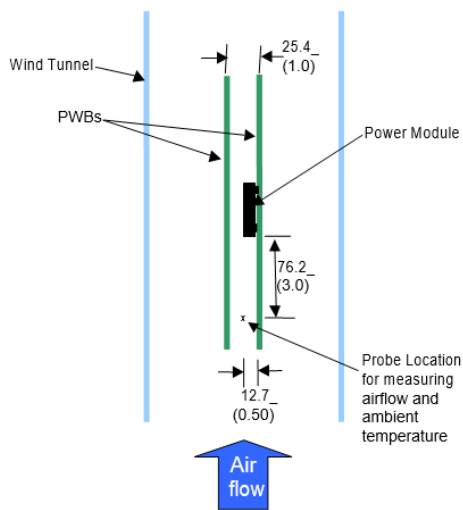 25.4_
(1.0)
Wind Tunnel
PWBs
Power Module
76.2_
(3.0)
x
Probe Location
for measuring
airflow and
ambient
temperature
12.7_
(0.50)
Air
flow